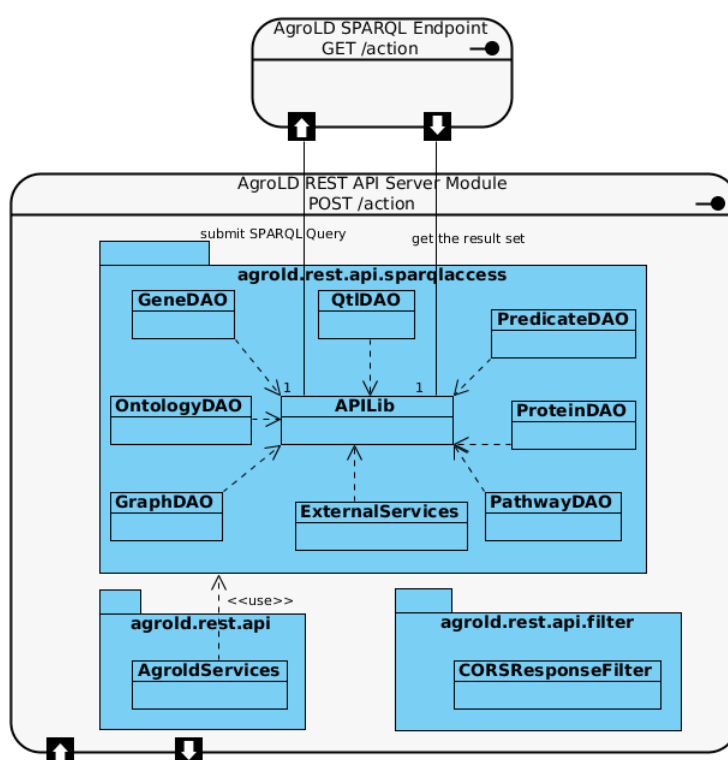 AgroLD SPARQL Endpoint
GET /action
AgroLD REST API Server Module
POST /action
submit SPARQL Query
get the result set
agrold.rest.api.sparqlaccess
GeneDAO
QtlDAO
PredicateDAO
1
1
OntologyDAO
APILib
ProteinDAO
GraphDAO
ExternalServices
PathwayDAO
<<use>>
agrold.rest.api
agrold.rest.api.filter
AgroldServices
CORSResponseFilter